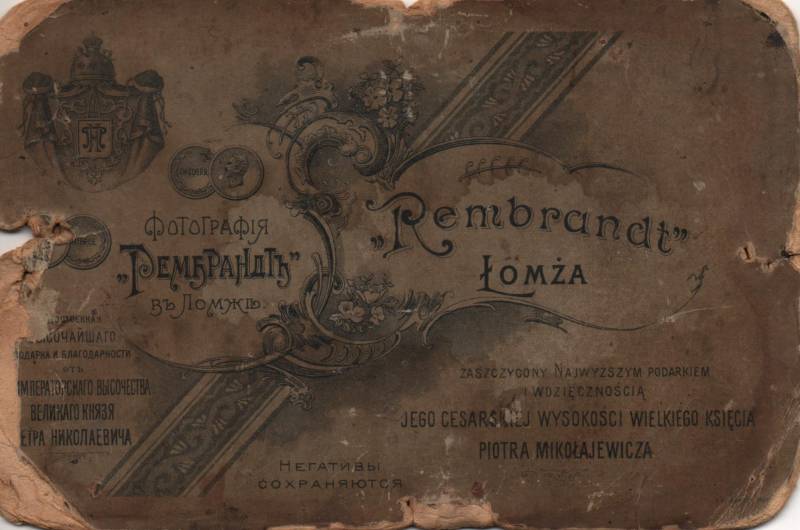 Фотографія
„Рембрандтъ“
въ Ломжѣ.
ВЫСОЧАЙШАГО
ПОДАРКА И БЛАГОДАРНОСТИ
отъ
ИМПЕРАТОРСКАГО ВЫСОЧЕСТВА
ВЕЛИКАГО КНЯЗЯ
ПЕТРА НИКОЛАЕВИЧА
Негативы
сохраняются
„Rembrandt”
ŁOMŻA
ZASZCZYCONY NAJWYŻSZYM PODARKIEM
I WDZIĘCZNOŚCIĄ
JEGO CESARSKIEJ WYSOKOŚCI WIELKIEGO KSIĘCIA
PIOTRA MIKOŁAJEWICZA